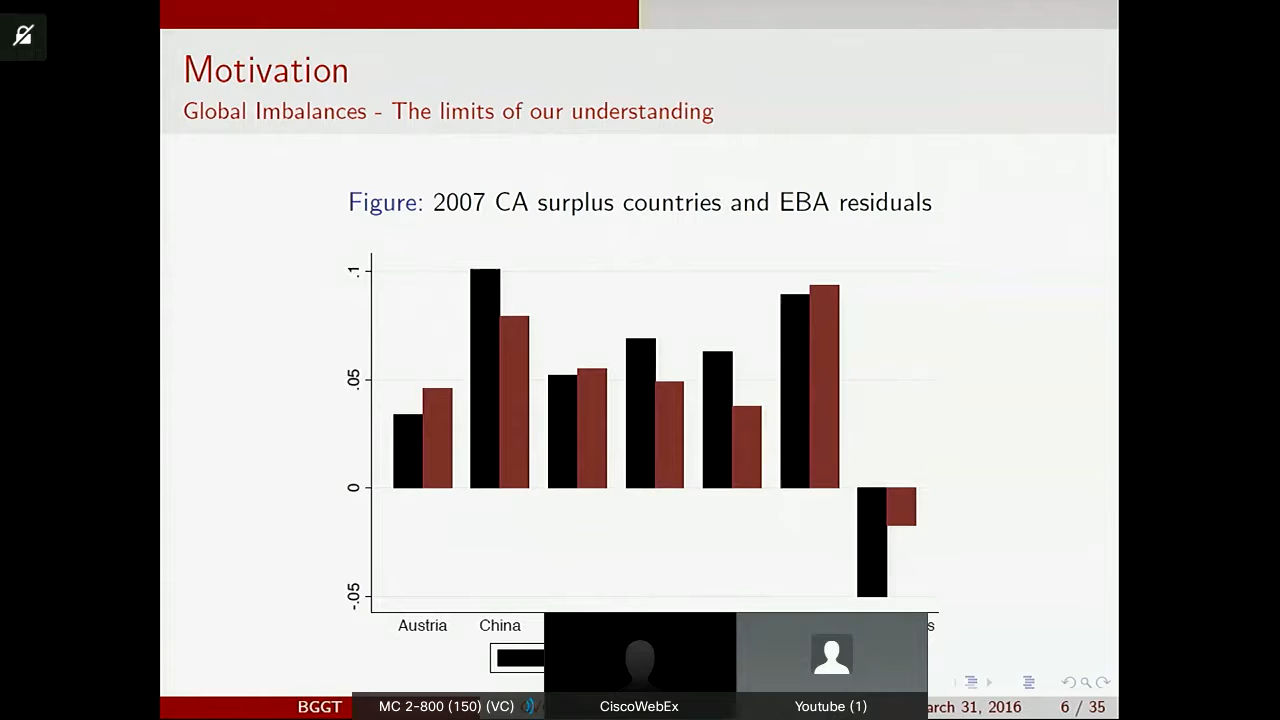 Motivation
Global Imbalances - The limits of our understanding
Figure: 2007 CA surplus countries and EBA residuals
.1
.05
0
-.05
Austria China s
BGGT MC 2-800 (150) (VC) CiscoWebEx Youtube (1) arch 31, 2016 6 / 35